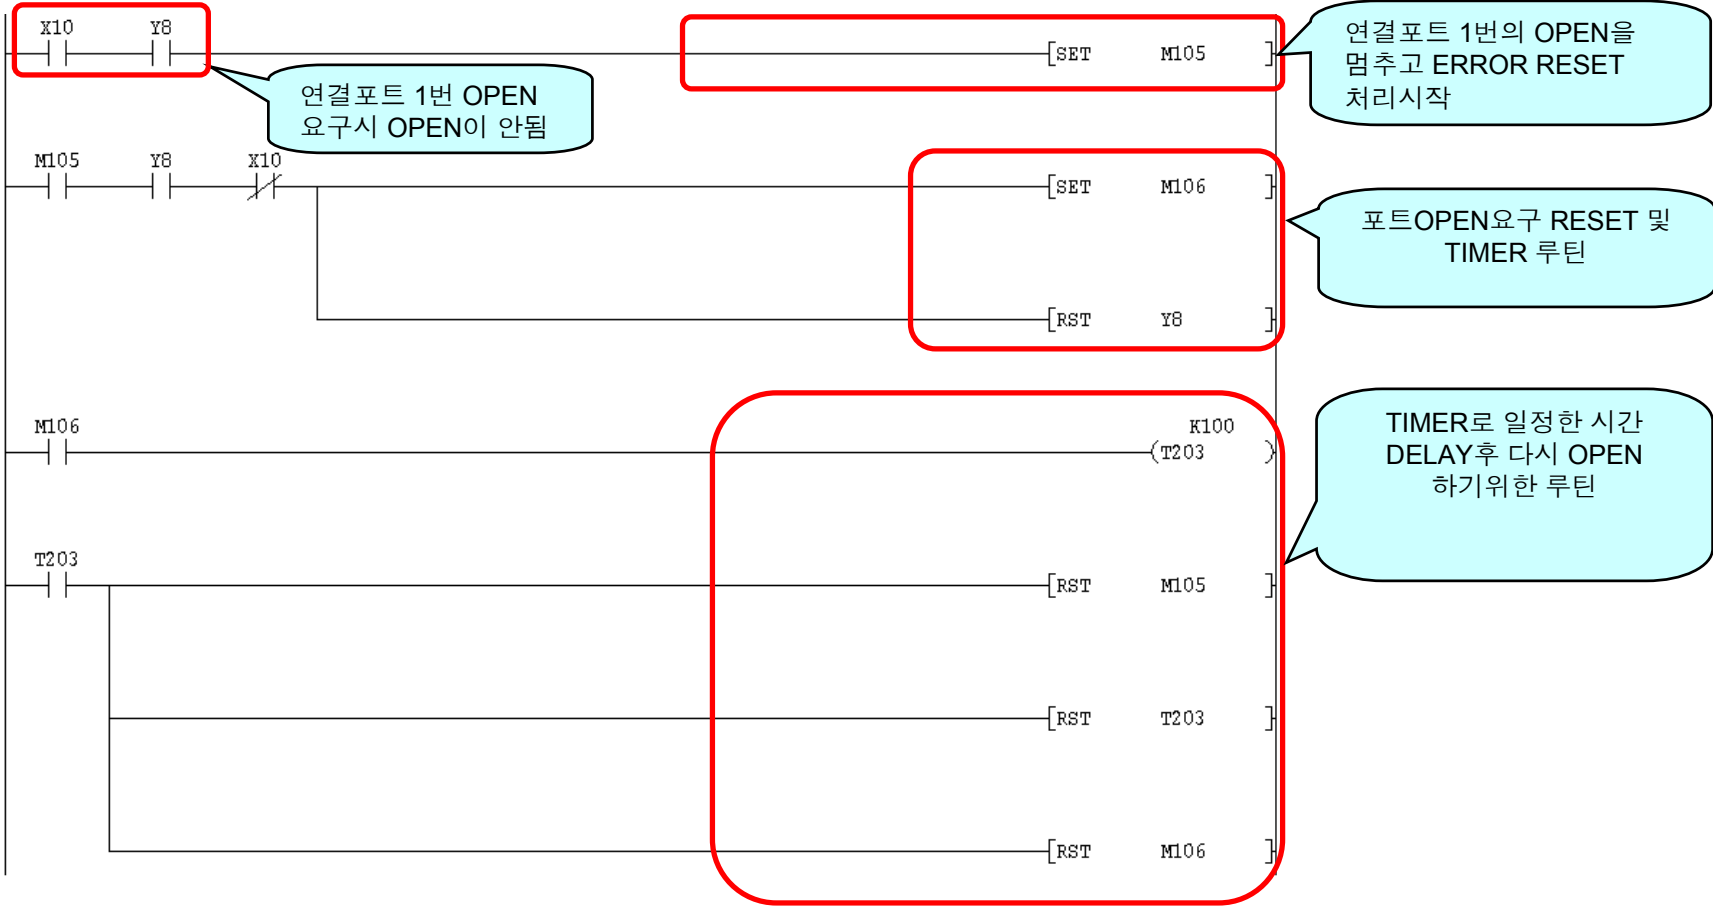 X10 Y8
[SET M105 ]
연결포트 1번의 OPEN을
멈추고 ERROR RESET
처리시작
연결포트 1번 OPEN
요구시 OPEN이 안됨
M105 Y8 X10
[SET M106 ]
포트OPEN요구 RESET 및
TIMER 루틴
[RST Y8 ]
M106
K100
(T203 )
TIMER로 일정한 시간
DELAY후 다시 OPEN
하기위한 루틴
T203
[RST M105 ]
[RST T203 ]
[RST M106 ]